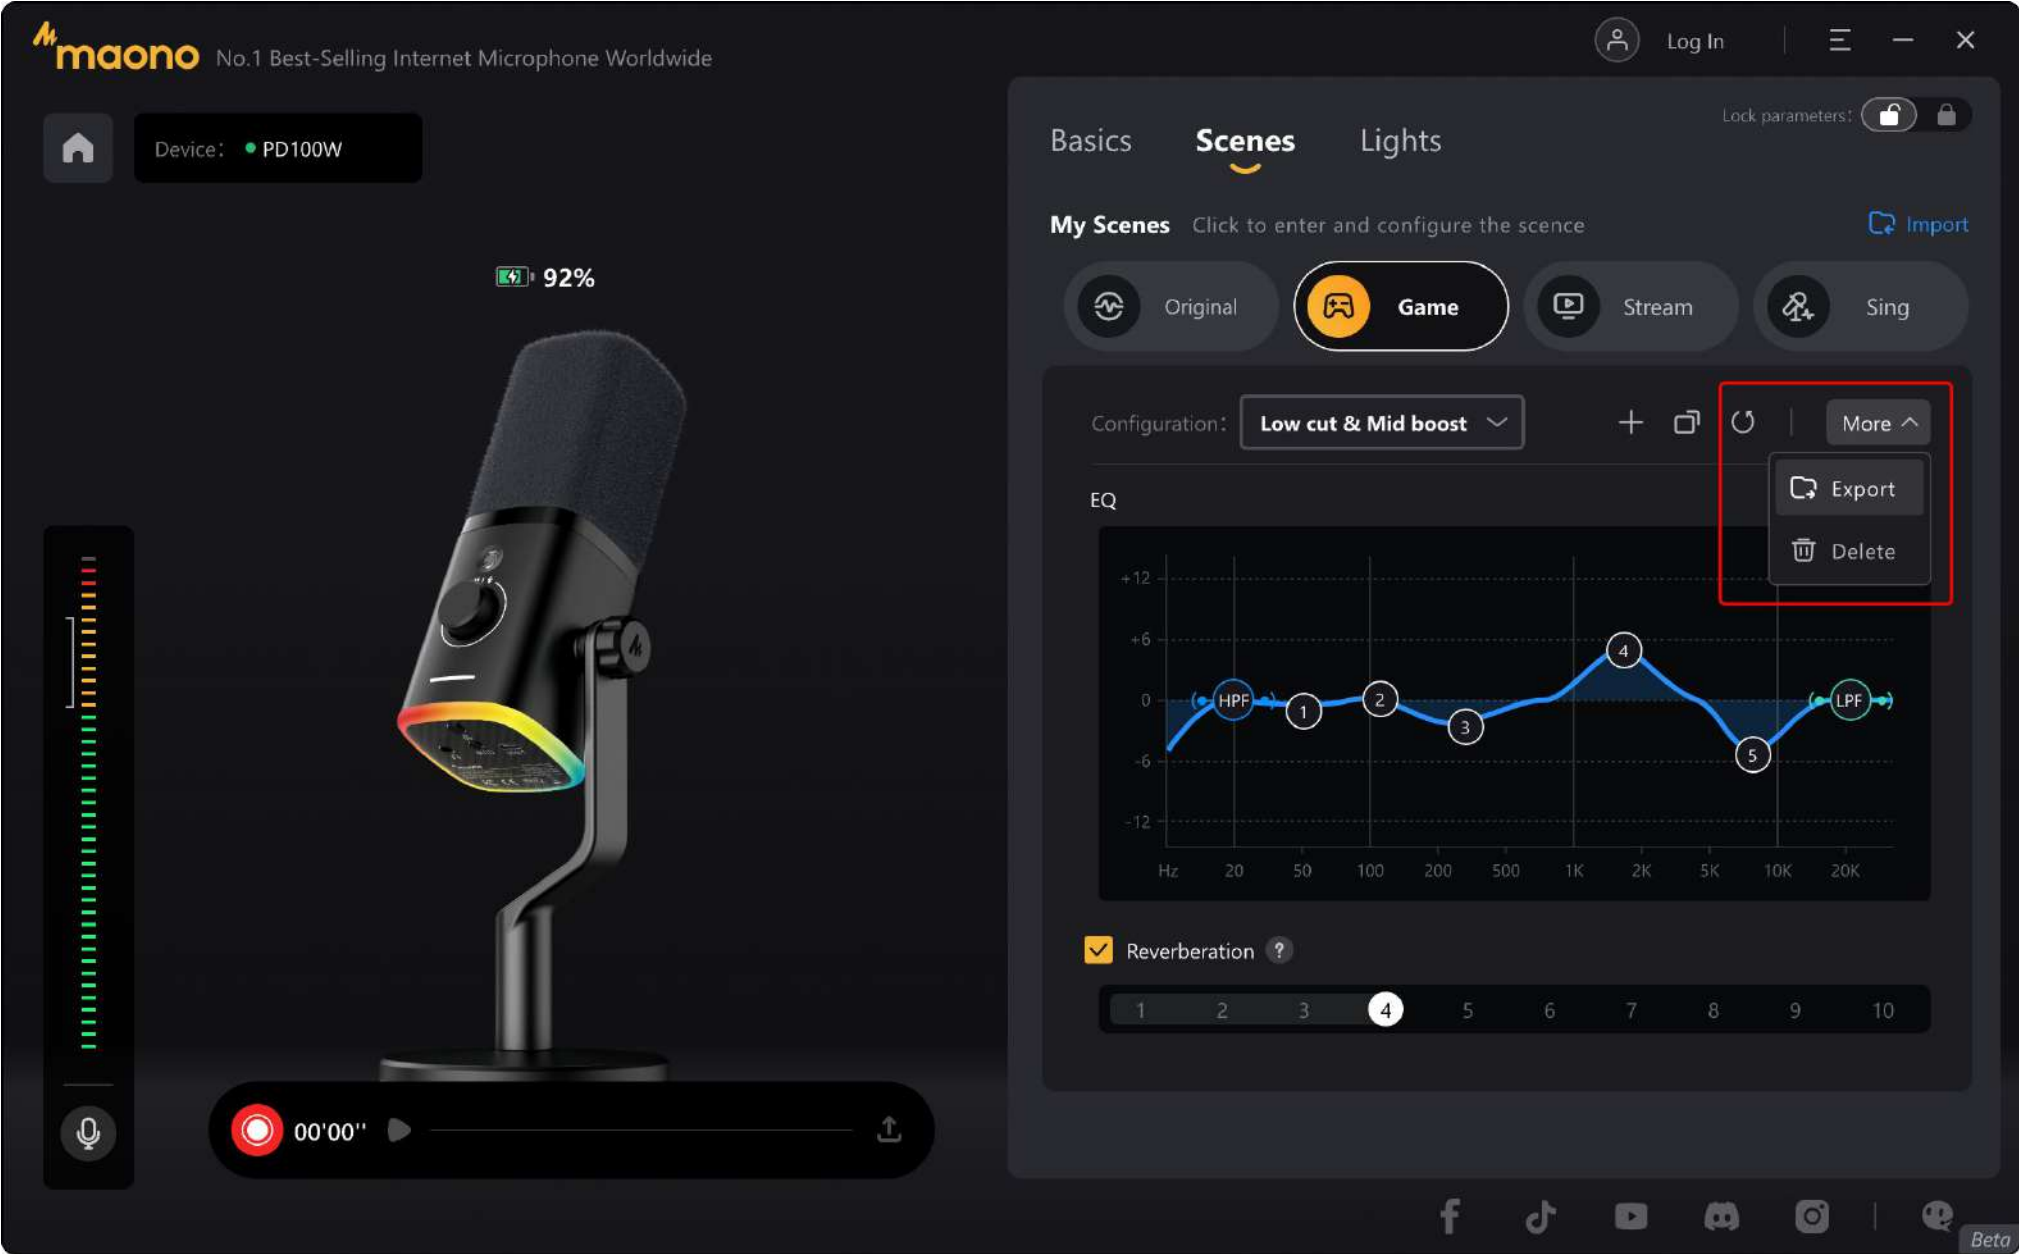 maono No.1 Best-Selling Internet Microphone Worldwide
Log In
Device: PD100W
Lock parameters:
Basics Scenes Lights
My Scenes Click to enter and configure the scence Import
92%
Original Game Stream Sing
Configuration: Low cut & Mid boost More
Export
EQ
Delete
+12
+6
0
-6
-12
HPF 1 2 3 4 5 LPF
Hz 20 50 100 200 500 1K 2K 5K 10K 20K
Reverberation ?
1 2 3 4 5 6 7 8 9 10
00'00''
Beta